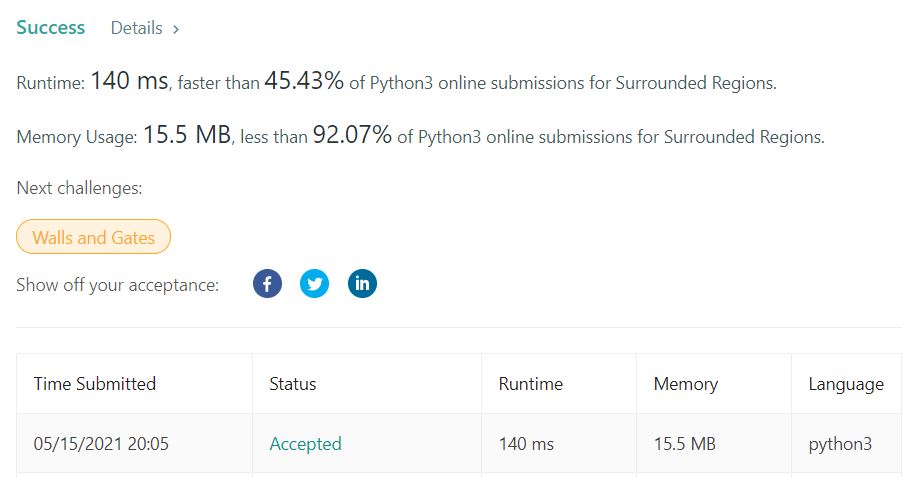 Success Details >
Runtime: 140 ms, faster than 45.43% of Python3 online submissions for Surrounded Regions.
Memory Usage: 15.5 MB, less than 92.07% of Python3 online submissions for Surrounded Regions.
Next challenges:
Walls and Gates
Show off your acceptance: f in
Time Submitted Status Runtime Memory Language
05/15/2021 20:05 Accepted 140 ms 15.5 MB python3